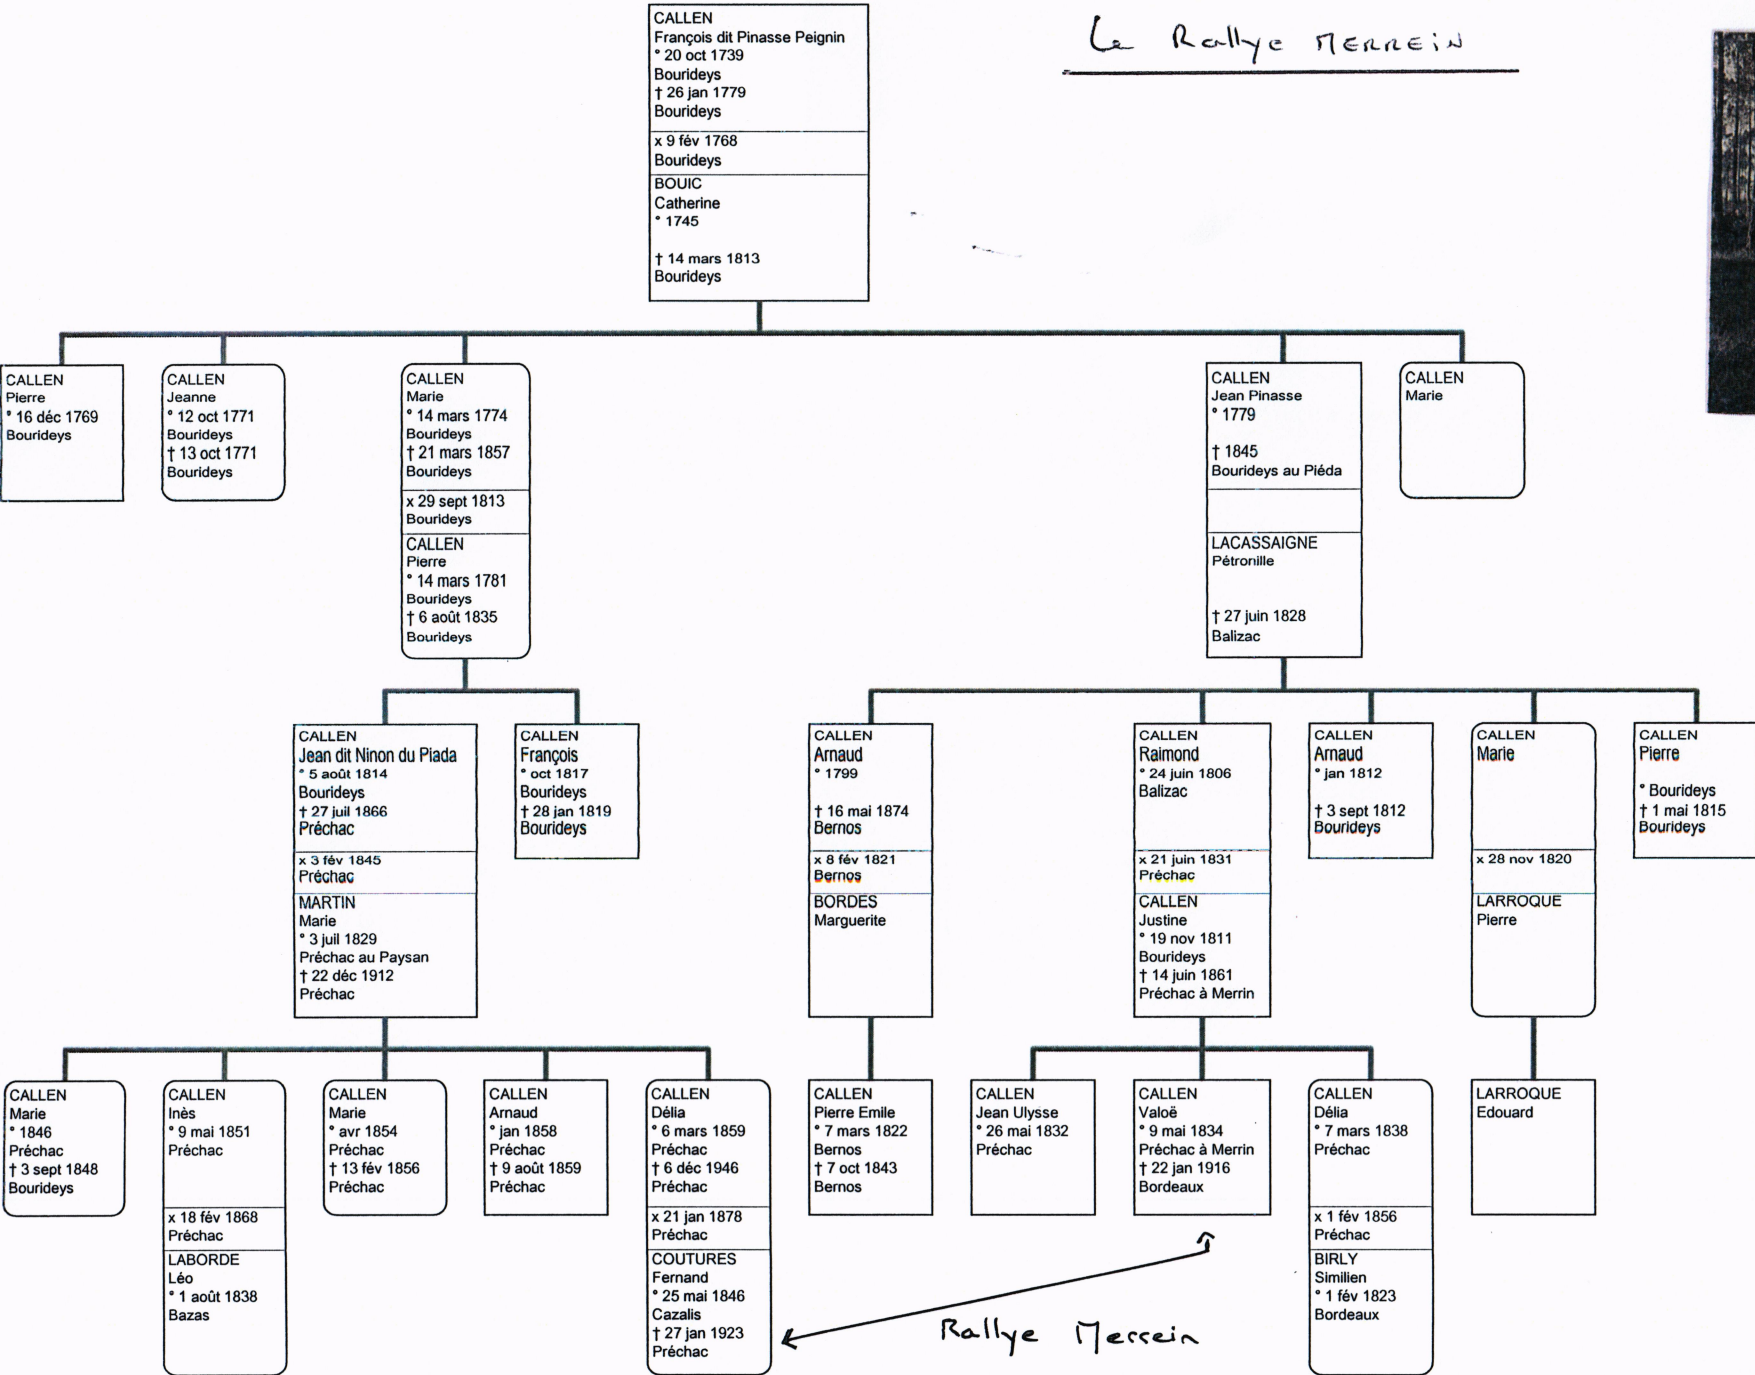 Le Rallye MERREIN
CALLEN
François dit Pinasse Peignin
° 20 oct 1739
Bourideys
† 26 jan 1779
Bourideys
x 9 fév 1768
Bourideys
BOUIC
Catherine
° 1745
† 14 mars 1813
Bourideys
CALLEN
Pierre
° 16 déc 1769
Bourideys
CALLEN
Jeanne
° 12 oct 1771
Bourideys
† 13 oct 1771
Bourideys
CALLEN
Marie
° 14 mars 1774
Bourideys
† 21 mars 1857
Bourideys
x 29 sept 1813
Bourideys
CALLEN
Pierre
° 14 mars 1781
Bourideys
† 6 août 1835
Bourideys
CALLEN
Jean Pinasse
° 1779
† 1845
Bourideys au Piéda
LACASSAIGNE
Pétronille
† 27 juin 1828
Balizac
CALLEN
Marie
CALLEN
Jean dit Ninon du Piada
° 5 août 1814
Bourideys
† 27 juil 1866
Préchac
x 3 fév 1845
Préchac
MARTIN
Marie
° 3 juil 1829
Préchac au Paysan
† 22 déc 1912
Préchac
CALLEN
François
° oct 1817
Bourideys
† 28 jan 1819
Bourideys
CALLEN
Arnaud
° 1799
† 16 mai 1874
Bernos
x 8 fév 1821
Bernos
BORDES
Marguerite
CALLEN
Raimond
° 24 juin 1806
Balizac
x 21 juin 1831
Préchac
CALLEN
Justine
° 19 nov 1811
Bourideys
† 14 juin 1861
Préchac à Merrin
CALLEN
Arnaud
° jan 1812
† 3 sept 1812
Bourideys
CALLEN
Marie
x 28 nov 1820
LARROQUE
Pierre
CALLEN
Pierre
° Bourideys
† 1 mai 1815
Bourideys
CALLEN
Marie
° 1846
Préchac
† 3 sept 1848
Bourideys
CALLEN
Inès
° 9 mai 1851
Préchac
x 18 fév 1868
Préchac
LABORDE
Léo
° 1 août 1838
Bazas
CALLEN
Marie
° avr 1854
Préchac
† 13 fév 1856
Préchac
CALLEN
Arnaud
° jan 1858
Préchac
† 9 août 1859
Préchac
CALLEN
Délia
° 6 mars 1859
Préchac
† 6 déc 1946
Préchac
x 21 jan 1878
Préchac
COUTURES
Fernand
° 25 mai 1846
Cazalis
† 27 jan 1923
Préchac
CALLEN
Pierre Emile
° 7 mars 1822
Bernos
† 7 oct 1843
Bernos
CALLEN
Jean Ulysse
° 26 mai 1832
Préchac
CALLEN
Valoë
° 9 mai 1834
Préchac à Merrin
† 22 jan 1916
Bordeaux
CALLEN
Délia
° 7 mars 1838
Préchac
x 1 fév 1856
Préchac
BIRLY
Similien
° 1 fév 1823
Bordeaux
LARROQUE
Edouard
Rallye Merrein